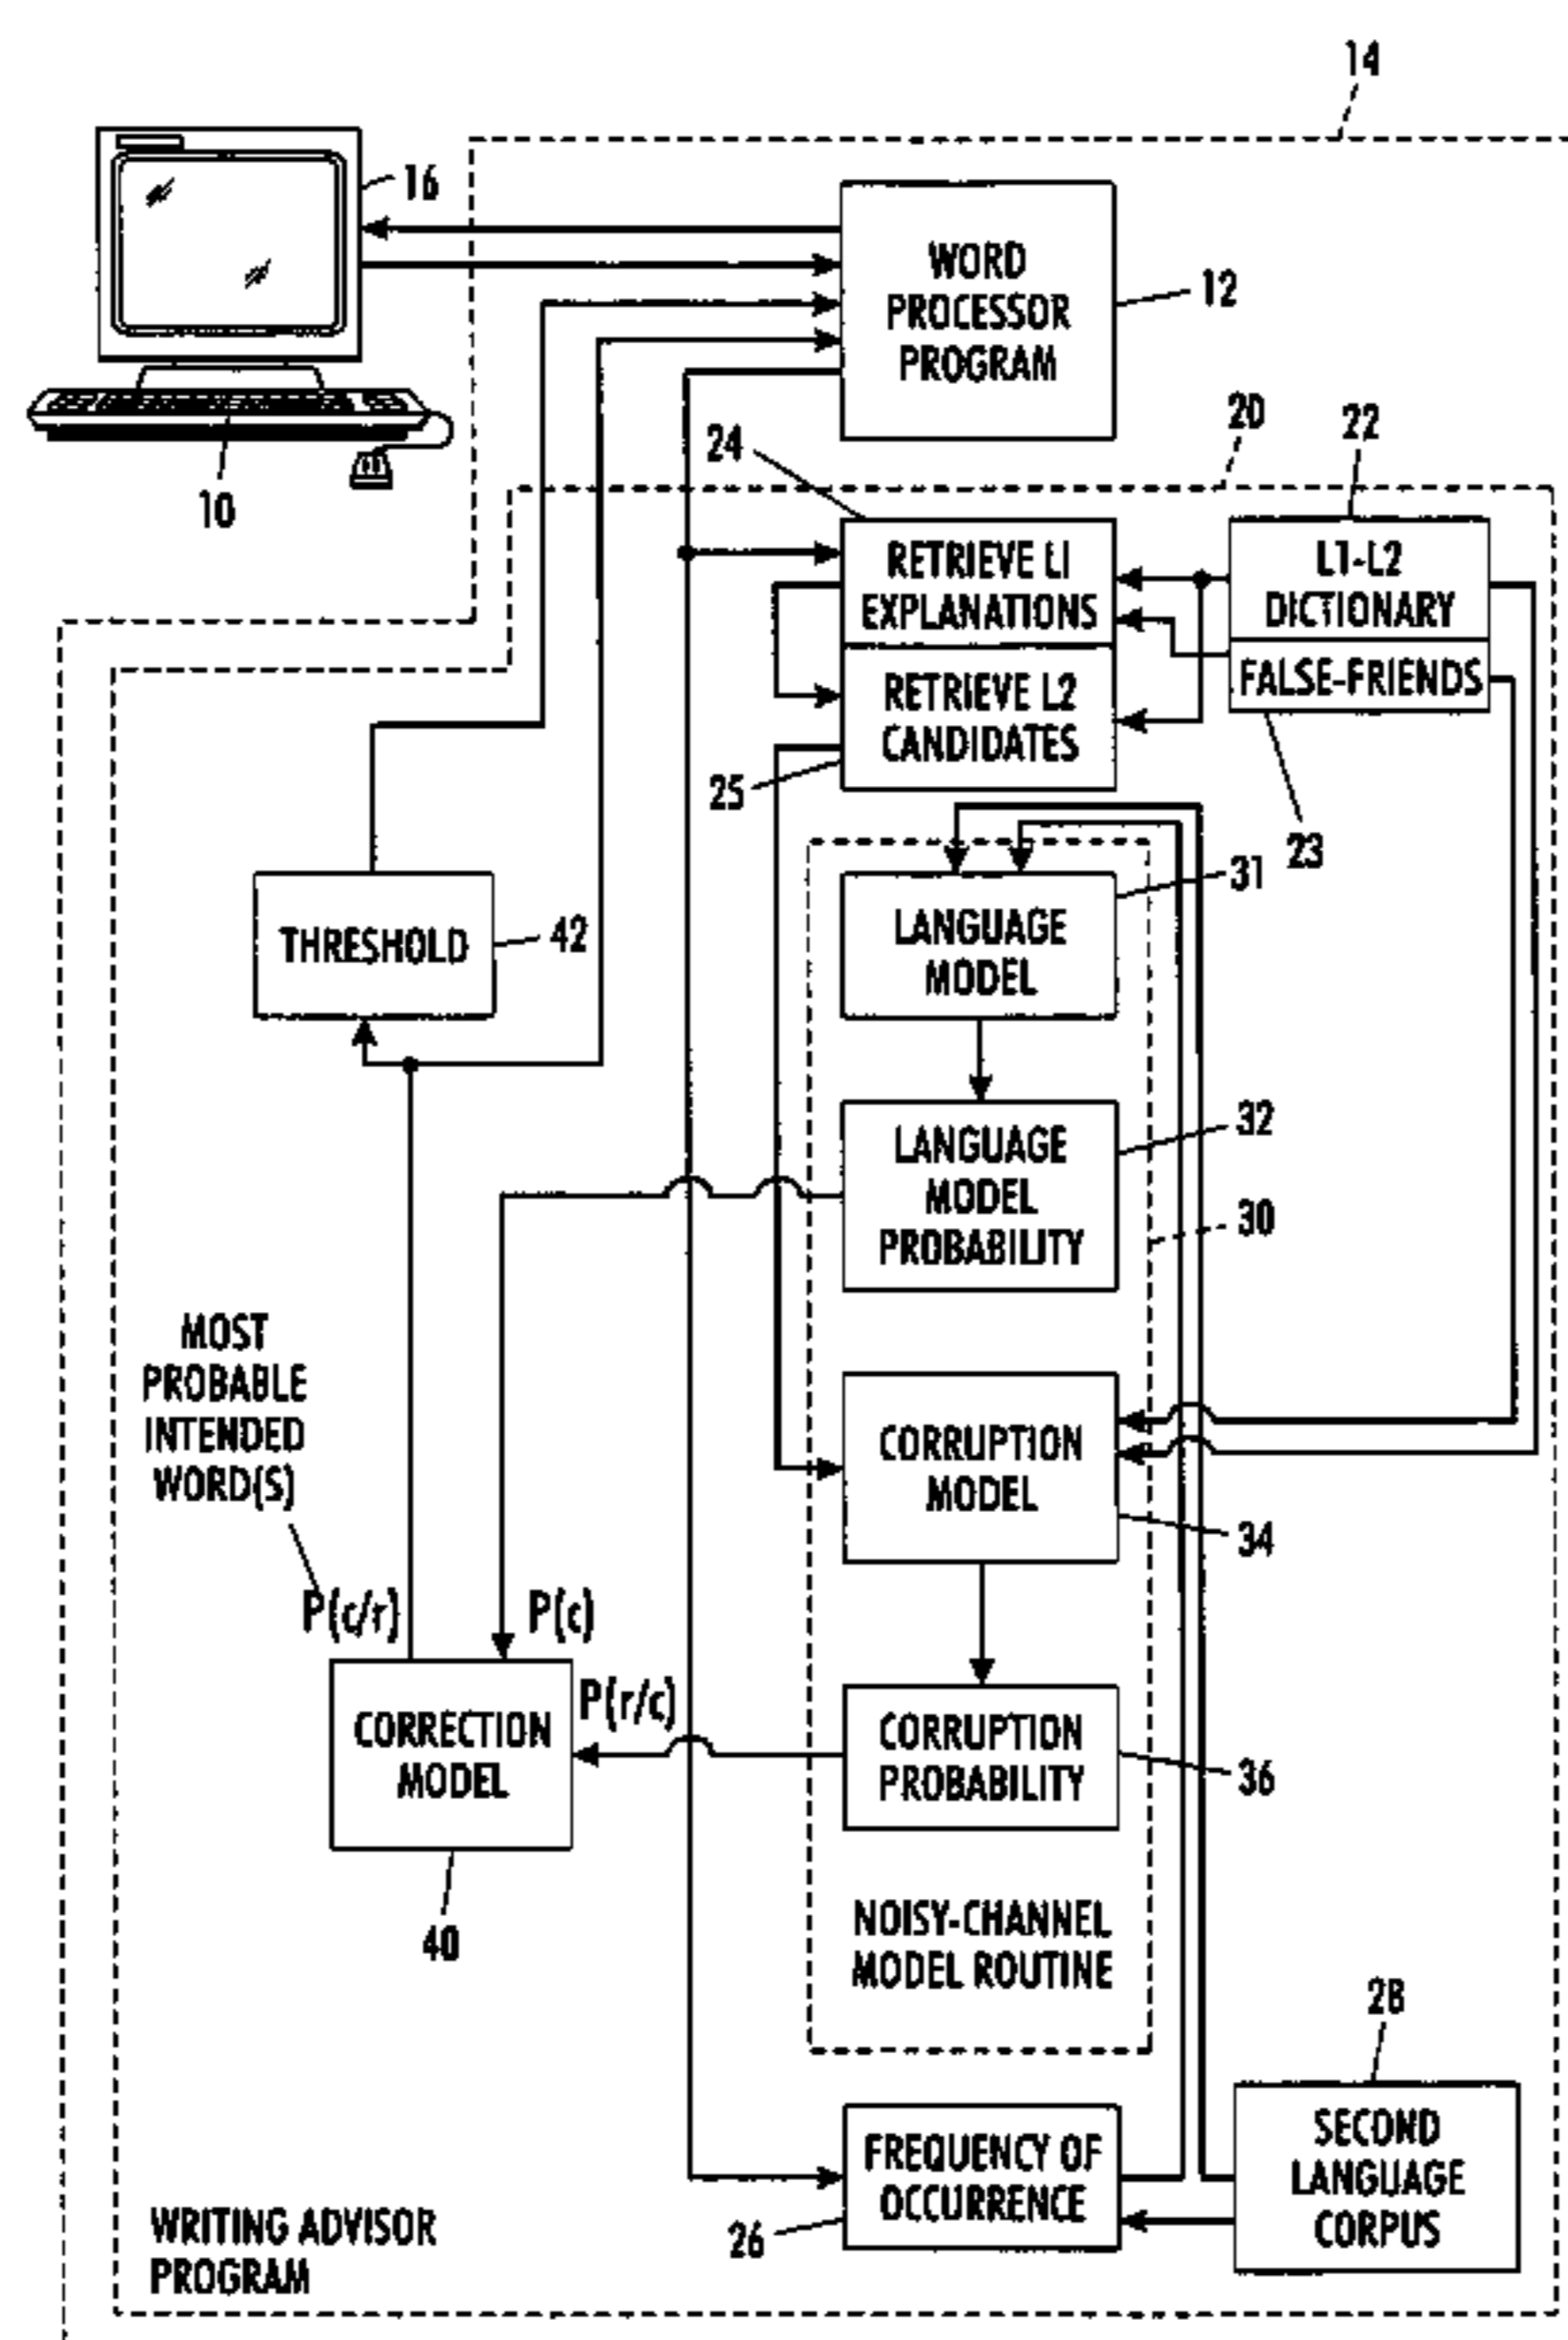 14
16
WORD
PROCESSOR
PROGRAM
12
10
20
22
24
RETRIEVE L1
EXPLANATIONS
L1-L2
DICTIONARY
FALSE-FRIENDS
RETRIEVE L2
CANDIDATES
25
23
31
LANGUAGE
MODEL
THRESHOLD
42
32
LANGUAGE
MODEL
PROBABILITY
30
MOST
PROBABLE
INTENDED
WORD(S)
CORRUPTION
MODEL
34
P(c/r)
P(c)
P(r/c)
CORRECTION
MODEL
CORRUPTION
PROBABILITY
36
40
NOISY-CHANNEL
MODEL ROUTINE
28
FREQUENCY OF
OCCURRENCE
26
SECOND
LANGUAGE
CORPUS
WRITING ADVISOR
PROGRAM